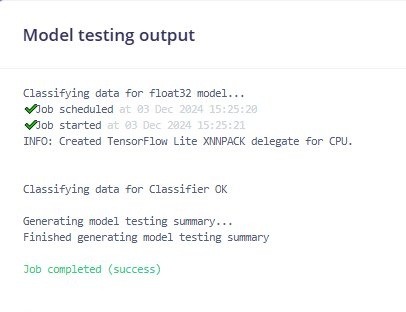 Model testing output
Classifying data for float32 model...
Job scheduled at 03 Dec 2024 15:25:20
Job started at 03 Dec 2024 15:25:21
INFO: Created TensorFlow Lite XNNPACK delegate for CPU.
Classifying data for Classifier OK
Generating model testing summary...
Finished generating model testing summary
Job completed (success)